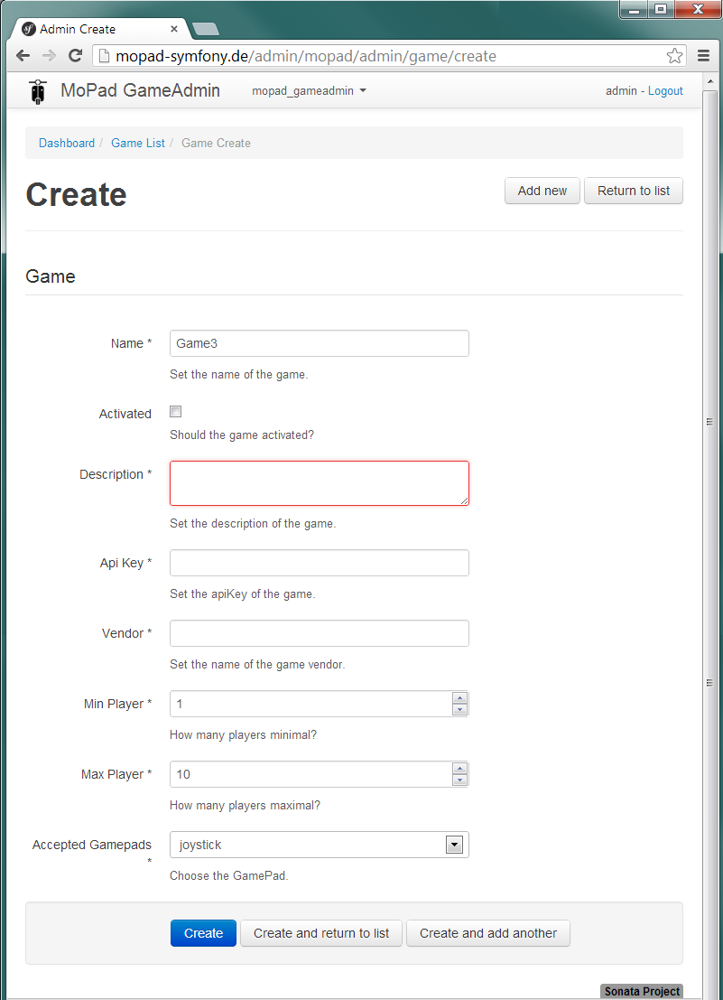 Admin Create
mopad-symfony.de/admin/mopad/admin/game/create
MoPad GameAdmin mopad_gameadmin admin - Logout
Dashboard / Game List / Game Create
Create Add new Return to list
Game
Name * Game3
Set the name of the game.
Activated
Should the game activated?
Description *
Set the description of the game.
Api Key *
Set the apiKey of the game.
Vendor *
Set the name of the game vendor.
Min Player * 1
How many players minimal?
Max Player * 10
How many players maximal?
Accepted Gamepads joystick
*
Choose the GamePad.
Create Create and return to list Create and add another
Sonata Project